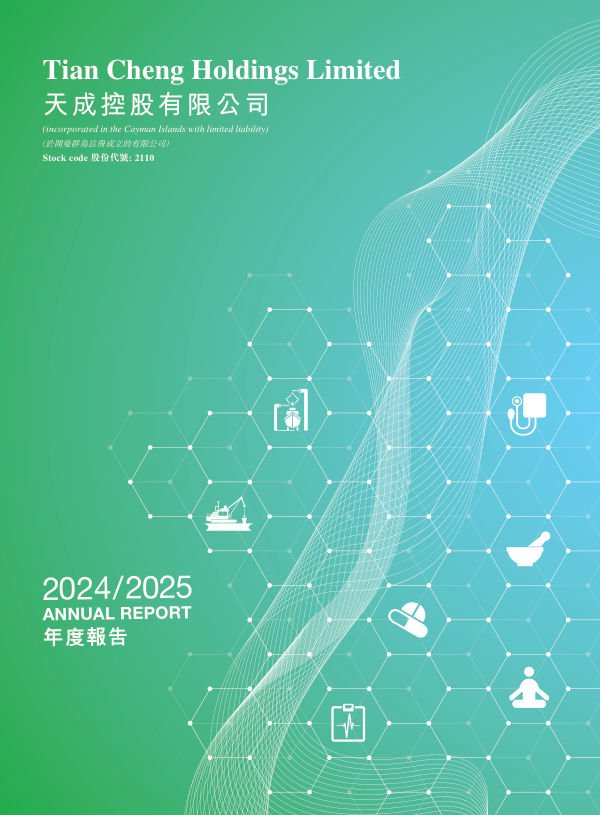 Tian Cheng Holdings Limited
天成控股有限公司
(incorporated in the Cayman Islands with limited liability)
(於開曼群島註冊成立的有限公司)
Stock code 股份代號: 2110
2024/2025
ANNUAL REPORT
年度報告